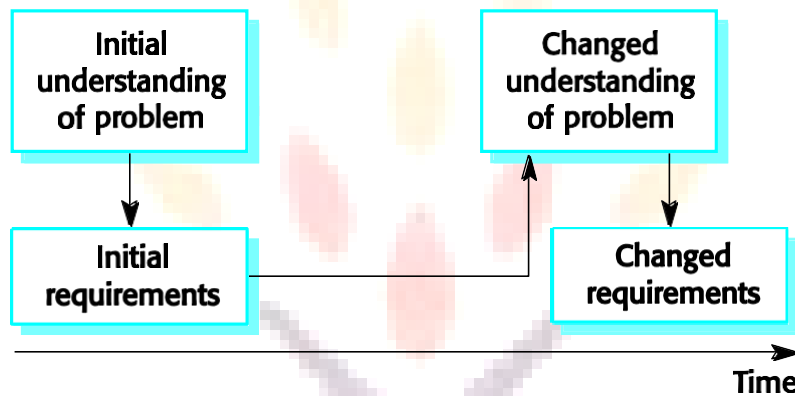 Initial
understanding
of problem
Changed
understanding
of problem
Initial
requirements
Changed
requirements
Time